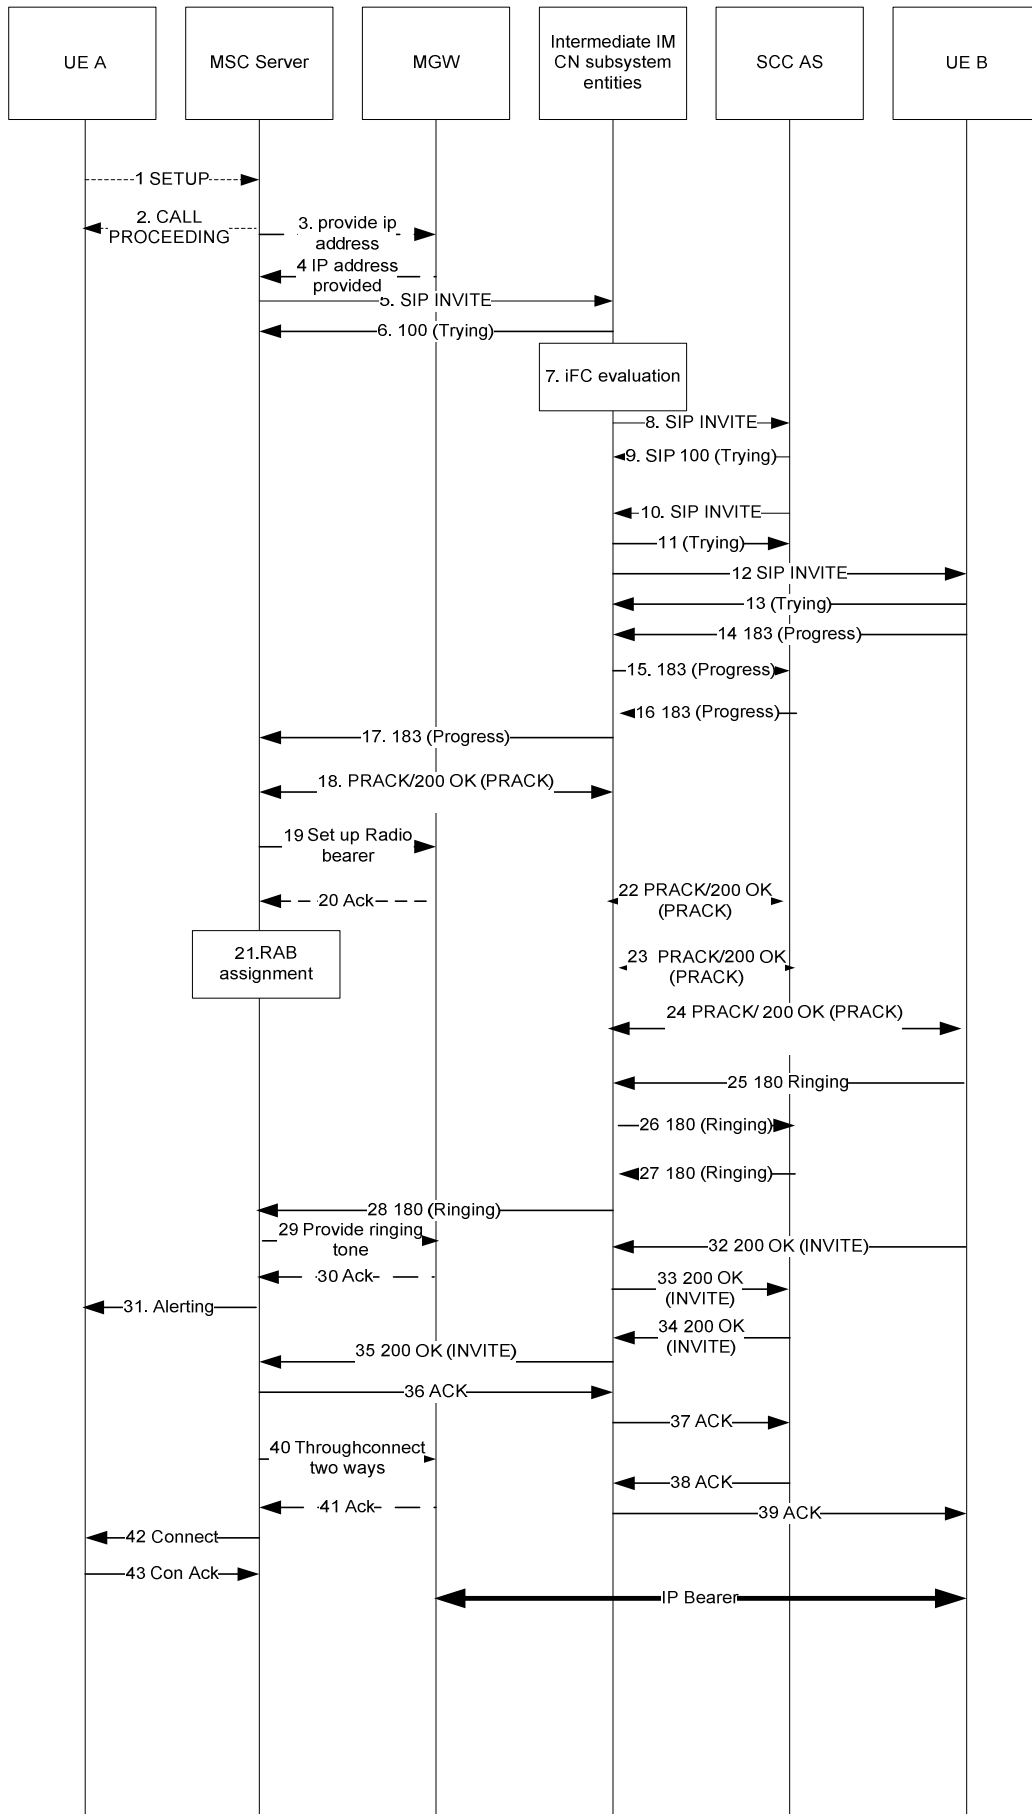 UE A
MSC Server
MGW
Intermediate IM
CN subsystem
entities
SCC AS
UE B
1 SETUP
2. CALL
PROCEEDING
3. provide ip
address
4 IP address
provided
5. SIP INVITE
6. 100 (Trying)
7. iFC evaluation
8. SIP INVITE
9. SIP 100 (Trying)
10. SIP INVITE
11 (Trying)
12 SIP INVITE
13 (Trying)
14 183 (Progress)
15. 183 (Progress)
16 183 (Progress)
17. 183 (Progress)
18. PRACK/200 OK (PRACK)
19 Set up Radio
bearer
20 Ack
22 PRACK/200 OK
(PRACK)
21.RAB
assignment
23 PRACK/200 OK
(PRACK)
24 PRACK/ 200 OK (PRACK)
25 180 Ringing
26 180 (Ringing)
27 180 (Ringing)
28 180 (Ringing)
29 Provide ringing
tone
32 200 OK (INVITE)
30 Ack
33 200 OK
(INVITE)
31. Alerting
34 200 OK
(INVITE)
35 200 OK (INVITE)
36 ACK
37 ACK
40 Throughconnect
two ways
38 ACK
41 Ack
39 ACK
42 Connect
43 Con Ack
IP Bearer